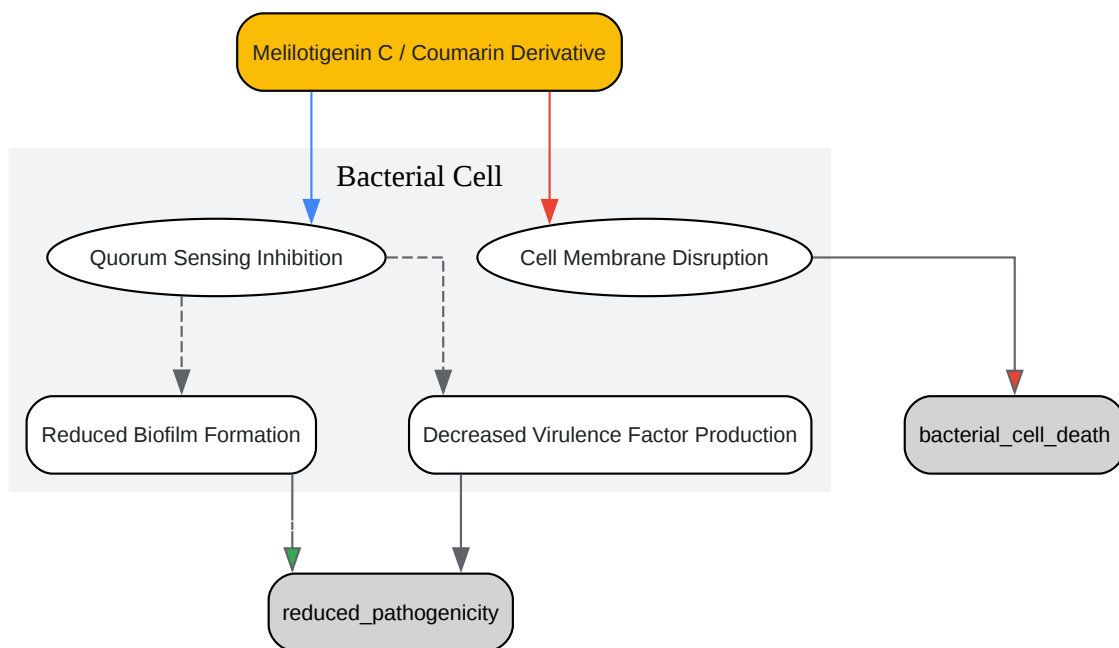 Melilotigenin C / Coumarin Derivative
Bacterial Cell
Quorum Sensing Inhibition
Cell Membrane Disruption
Reduced Biofilm Formation
Decreased Virulence Factor Production
bacterial_cell_death
reduced_pathogenicity